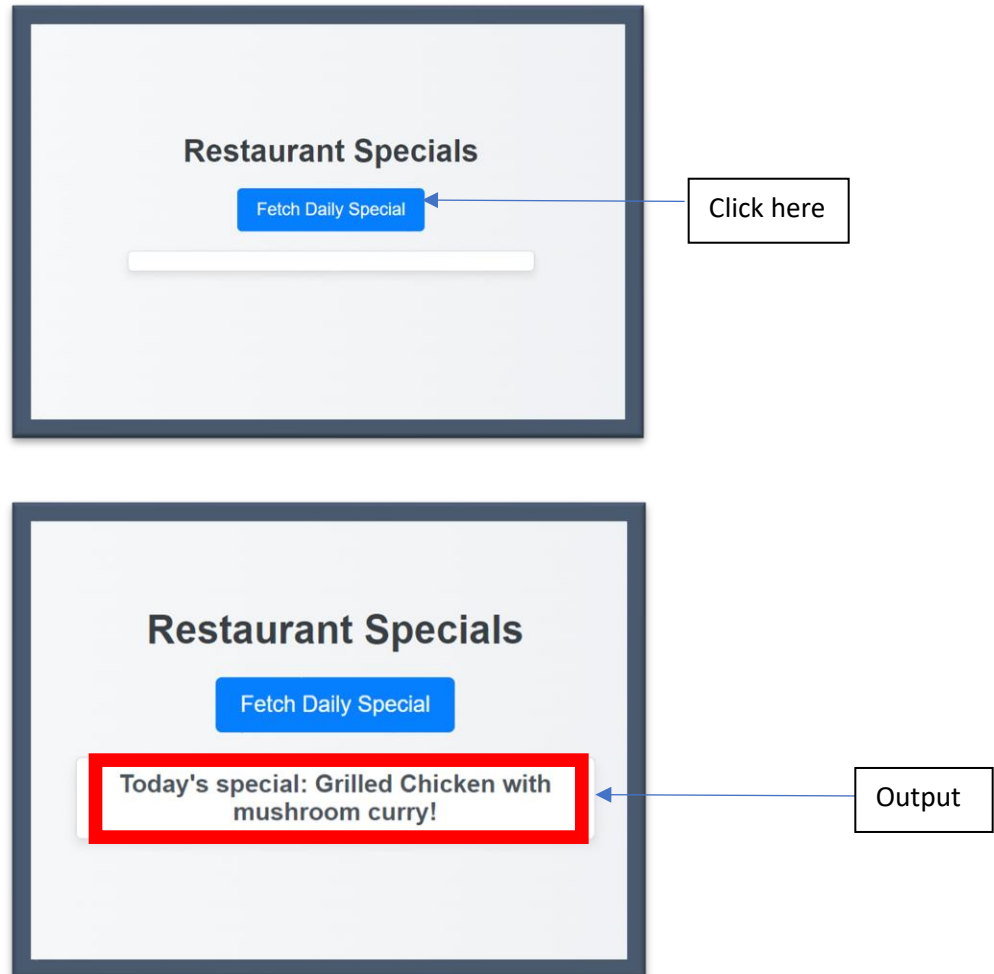 Restaurant Specials
Fetch Daily Special
Click here
Restaurant Specials
Fetch Daily Special
Today's special: Grilled Chicken with
mushroom curry!
Output